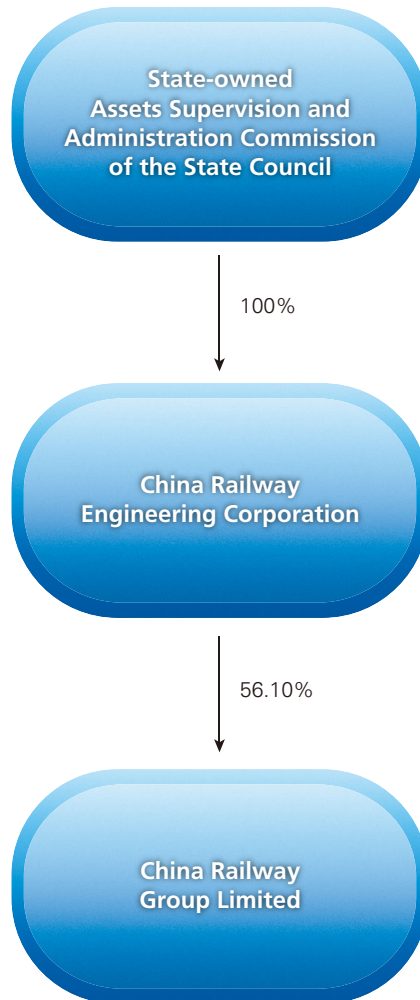 State-owned
Assets Supervision and
Administration Commission
of the State Council
100%
China Railway
Engineering Corporation
56.10%
China Railway
Group Limited